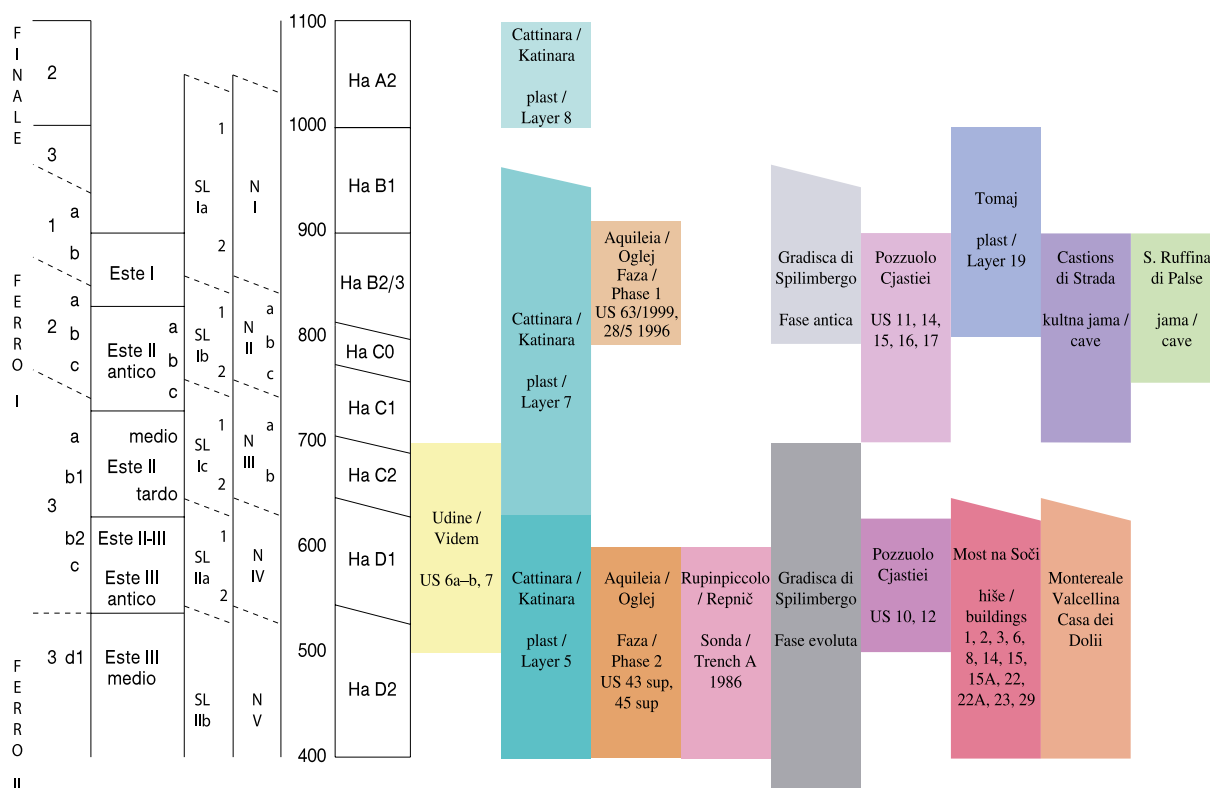 FINALE
2
3
FERRO I
1
a
b
2
a
b
c
3
a
b1
b2
c
FERRO II
3 d1
Este I
Este II
antico
a
b
c
medio
Este II
tardo
Este II-III
Este III
antico
Este III
medio
SL
Ia
1
2
SL
Ib
1
2
SL
Ic
1
2
SL
IIa
1
2
SL
IIb
N
I
N
II
a
b
c
N
III
a
b
N
IV
N
V
1100
1000
900
800
700
600
500
400
Ha A2
Ha B1
Ha B2/3
Ha C0
Ha C1
Ha C2
Ha D1
Ha D2
Udine /
Videm
US 6a–b, 7
Cattinara /
Katinara
plast /
Layer 8
Cattinara /
Katinara
plast /
Layer 7
Cattinara /
Katinara
plast /
Layer 5
Aquileia /
Oglej
Faza /
Phase 1
US 63/1999,
28/5 1996
Aquileia /
Oglej
Faza /
Phase 2
US 43 sup,
45 sup
Rupinpiccolo
/ Repnič
Sonda /
Trench A
1986
Gradisca di
Spilimbergo
Fase antica
Gradisca di
Spilimbergo
Fase evoluta
Pozzuolo
Cjastiei
US 11, 14,
15, 16, 17
Pozzuolo
Cjastiei
US 10, 12
Tomaj
plast /
Layer 19
Most na Soči
hiše /
buildings
1, 2, 3, 6,
8, 14, 15,
15A, 22,
22A, 23, 29
Castions
di Strada
kultna jama /
cave
Montereale
Valcellina
Casa dei
Dolii
S. Ruffina
di Palse
jama /
cave